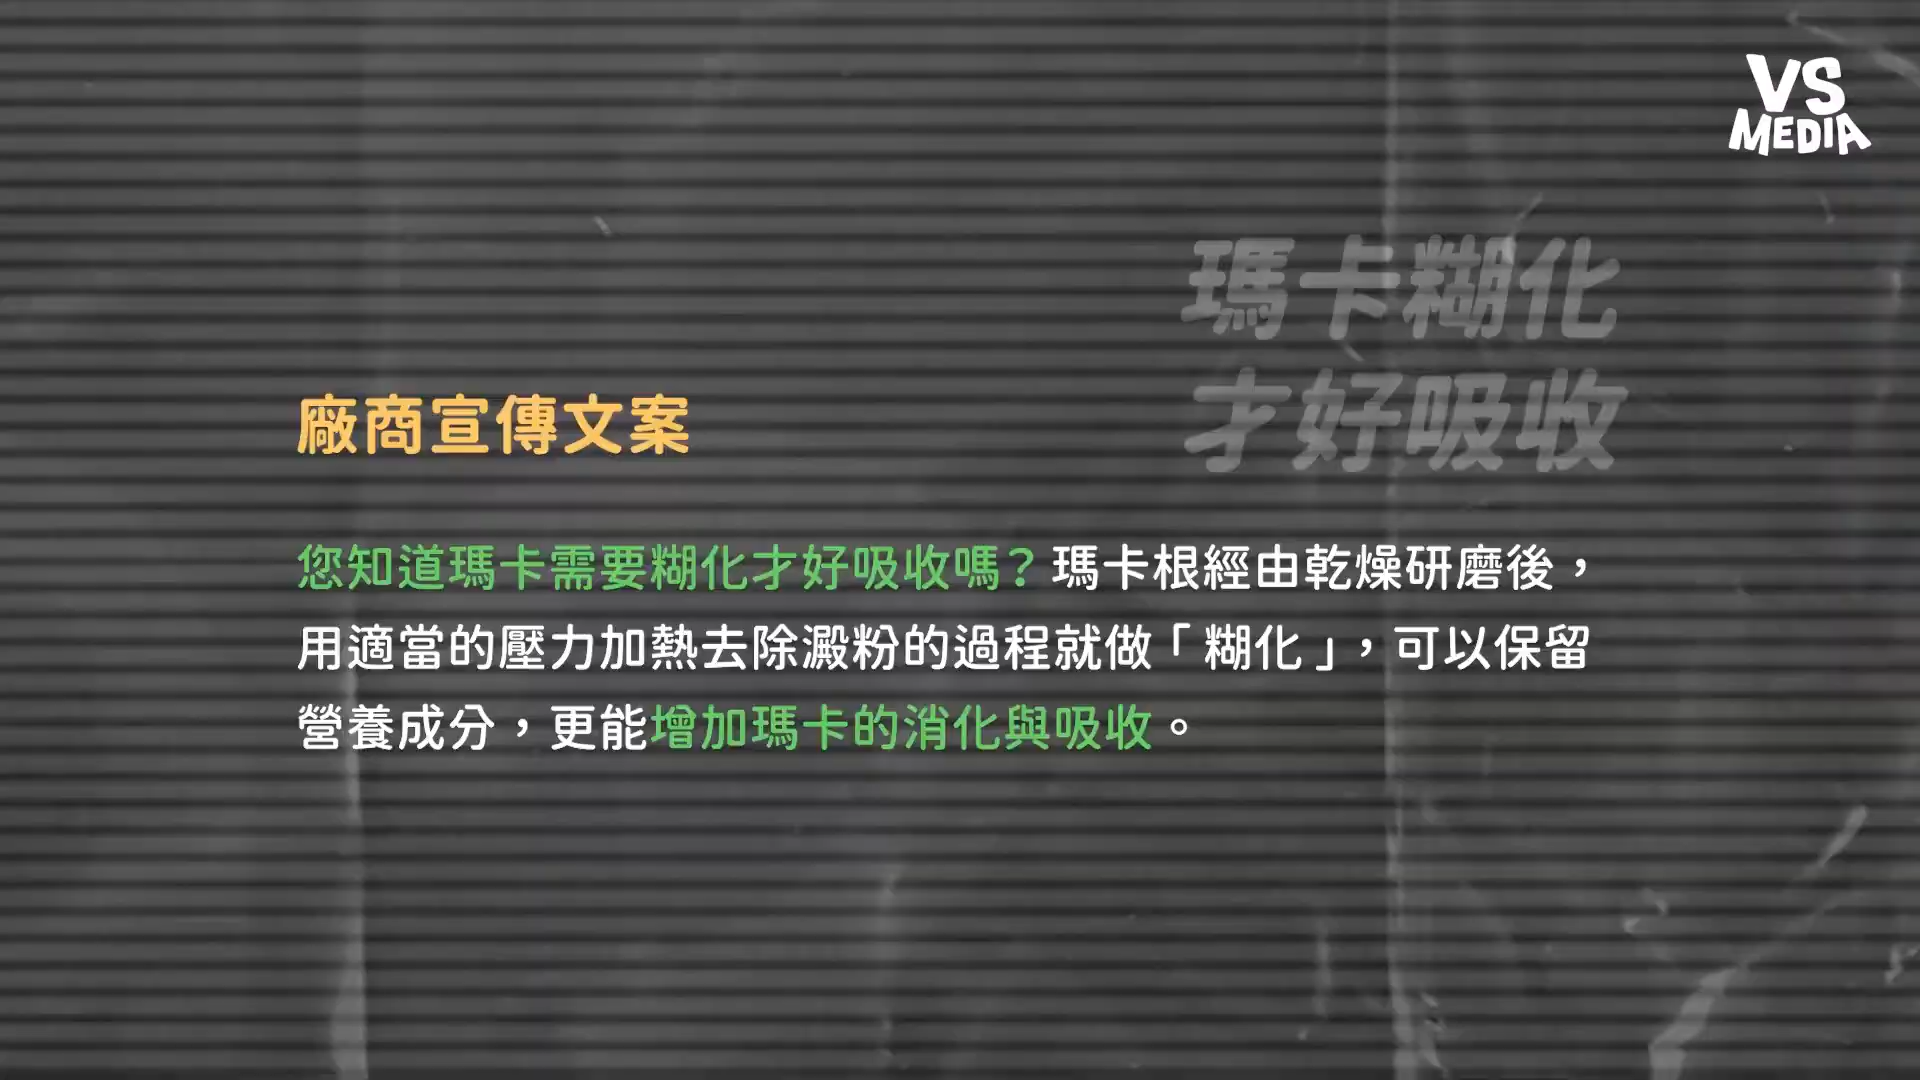 VS
MEDIA
瑪卡糊化
才好吸收
廠商宣傳文案
您知道瑪卡需要糊化才好吸收嗎？瑪卡根經由乾燥研磨後，
用適當的壓力加熱去除澱粉的過程就做「糊化」，可以保留
營養成分，更能增加瑪卡的消化與吸收。